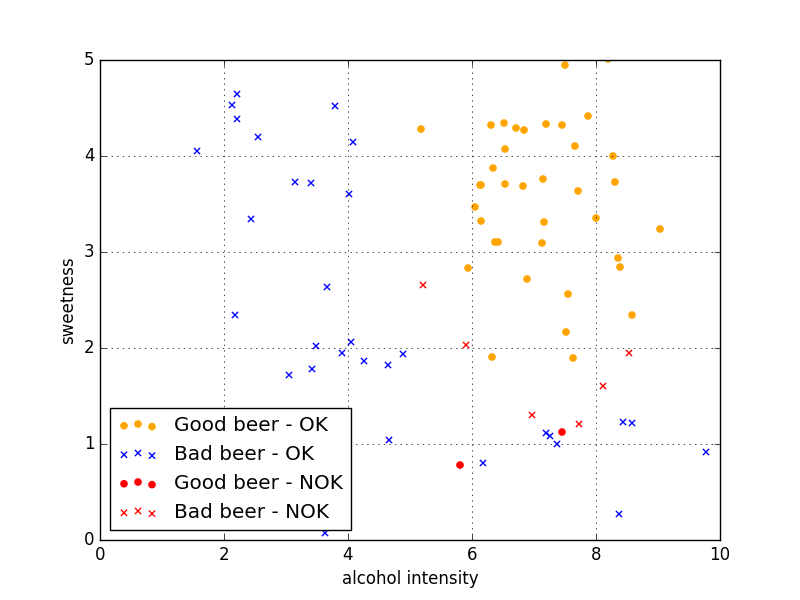 5
4
3
2
1
0
sweetness
Good beer - OK
Bad beer - OK
Good beer - NOK
Bad beer - NOK
0 2 4 6 8 10
alcohol intensity